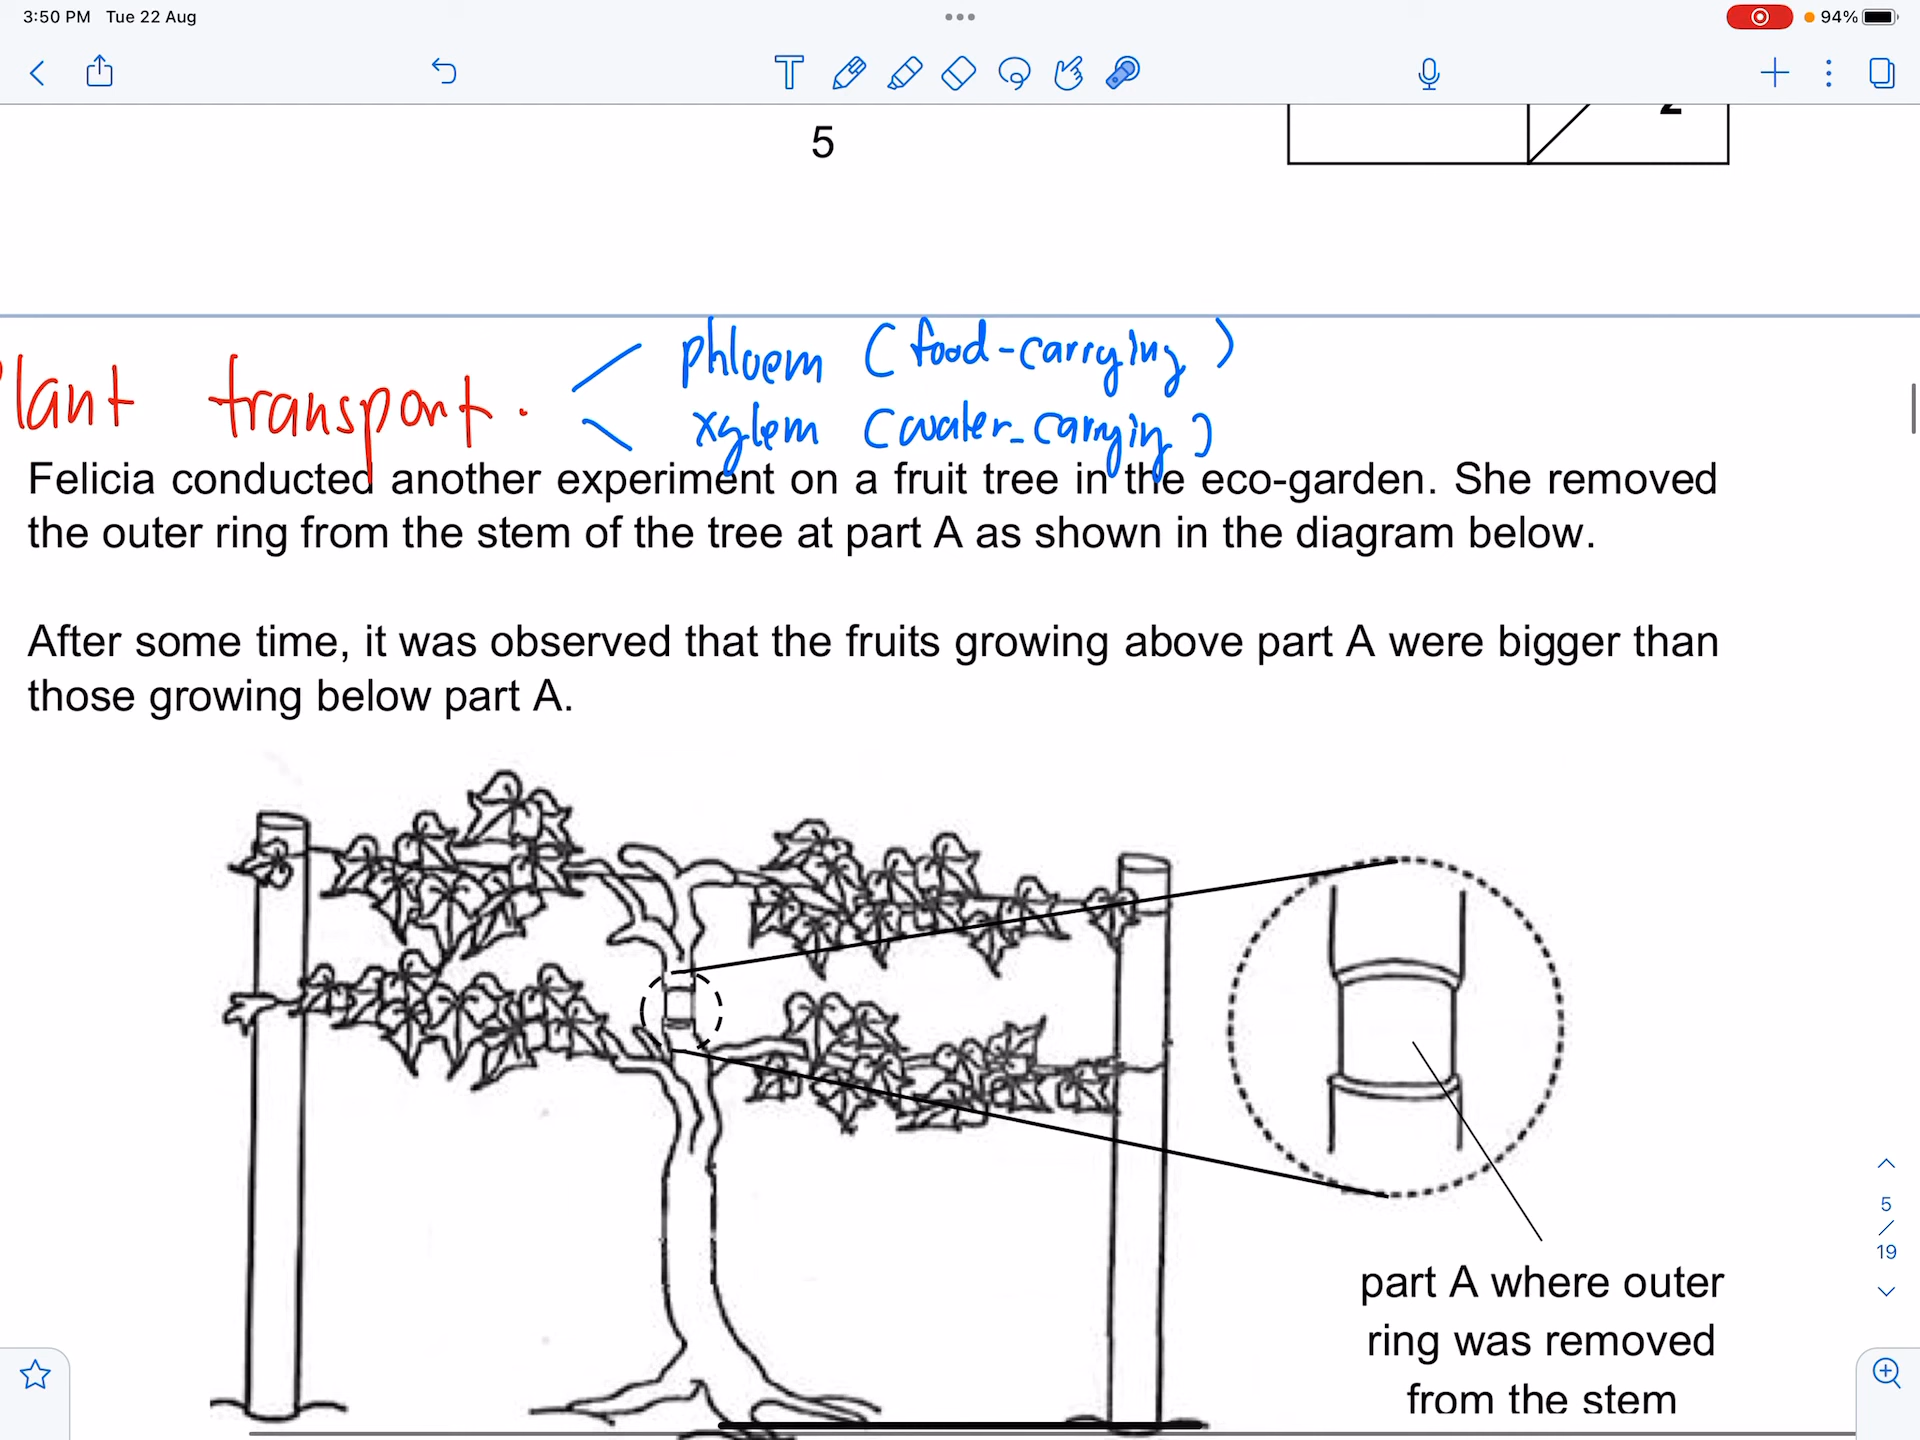 3:50 PM Tue 22 Aug
94%
5
2
Plant transport.
phloem (food-carrying)
xylem (water-carrying)
Felicia conducted another experiment on a fruit tree in the eco-garden. She removed
the outer ring from the stem of the tree at part A as shown in the diagram below.
After some time, it was observed that the fruits growing above part A were bigger than
those growing below part A.
part A where outer
ring was removed
from the stem
5
/
19